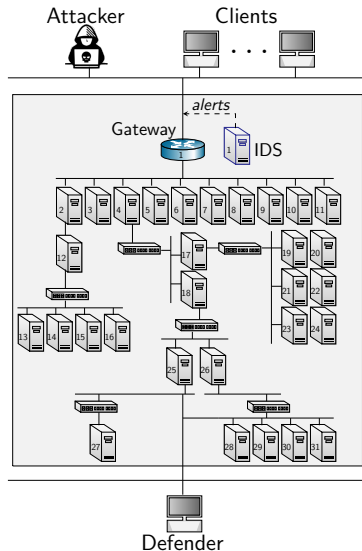 Attacker Clients
. . .
alerts
Gateway
1
1
IDS
2 3 4 5 6 7 8 9 10 11
12
17
19 20
18
21 22
13 14 15 16
23 24
25 26
27
28 29 30 31
Defender